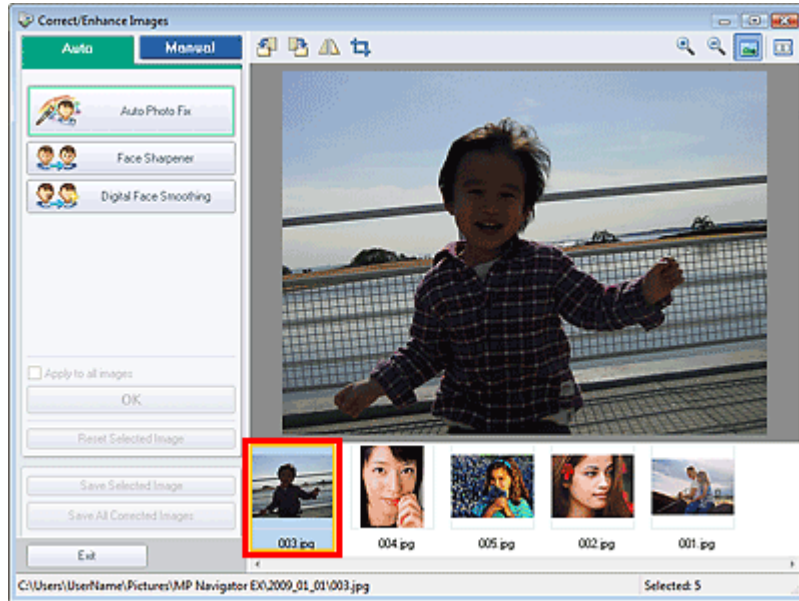 Correct/Enhance Images
Auto
Manual
Auto Photo Fix
Face Sharpener
Digital Face Smoothing
Apply to all images
OK
Reset Selected Image
Save Selected Image
Save All Corrected Images
Exit
003.jpg 004.jpg 005.jpg 002.jpg 001.jpg
C:\Users\UserName\Pictures\MP Navigator EX\2009_01_01\003.jpg Selected: 5